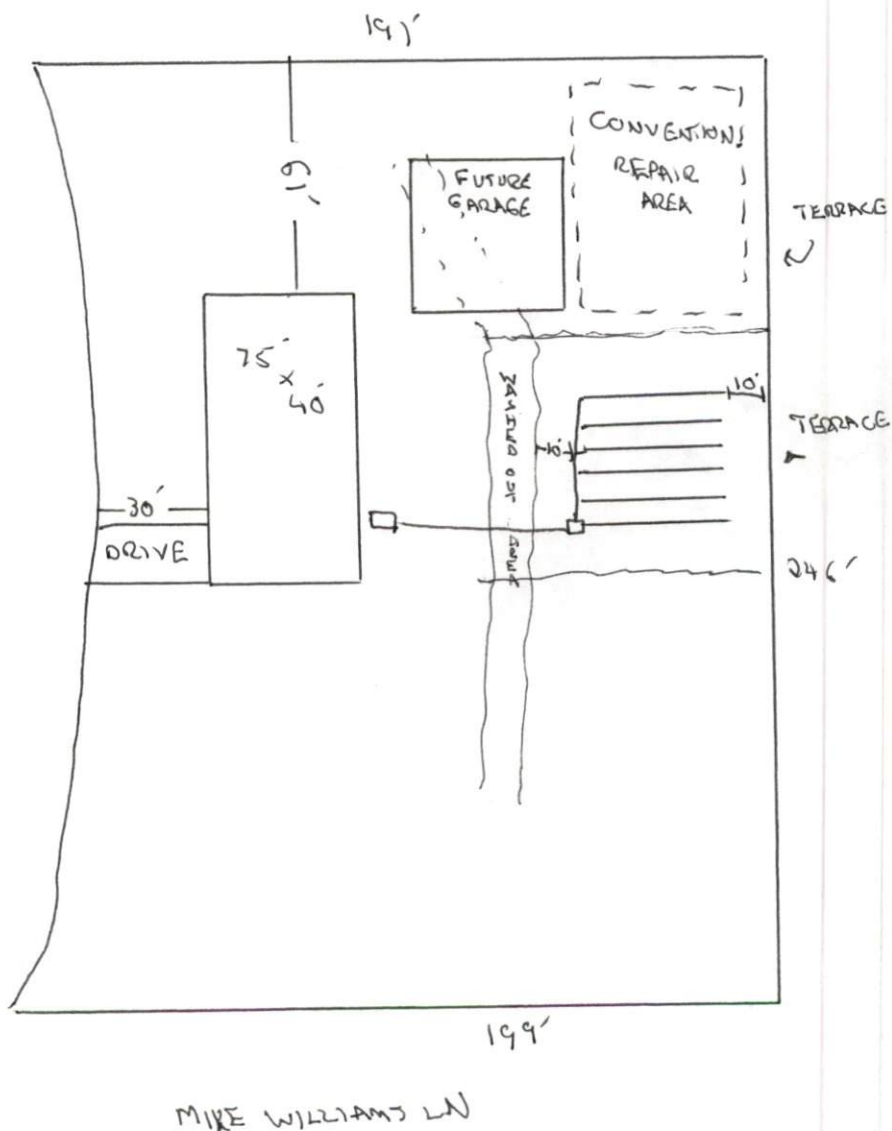 191'
61'
CONVENTION!
REPAIR
AREA
FUTURE
GARAGE
TERRACE
75'
x
40'
10'
TERRACE
10'
30'
DRIVE
246'
199'
MIKE WILLIAMS LN